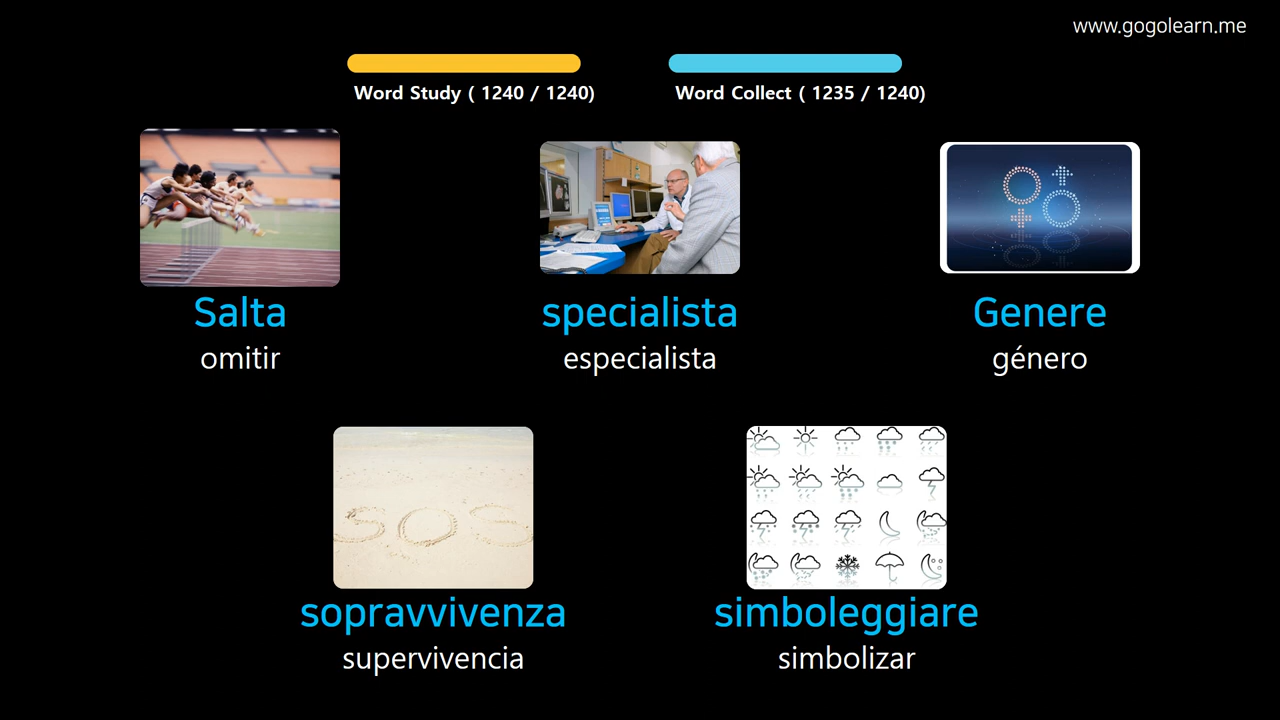 www.gogolearn.me
Word Study ( 1240 / 1240)
Word Collect ( 1235 / 1240)
Salta
omitir
specialista
especialista
Genere
género
SOS
sopravvivenza
supervivencia
simboleggiare
simbolizar